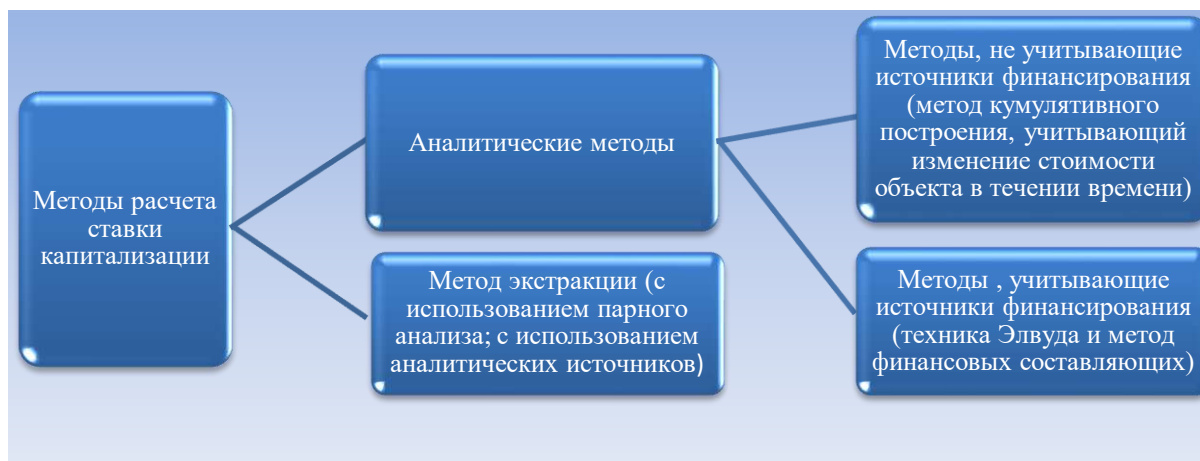 Методы расчета
ставки
капитализации
Аналитические методы
Метод экстракции (с
использованием парного
анализа; с использованием
аналитических источников)
Методы, не учитывающие
источники финансирования
(метод кумулятивного
построения, учитывающий
изменение стоимости
объекта в течении времени)
Методы , учитывающие
источники финансирования
(техника Элвуда и метод
финансовых составляющих)